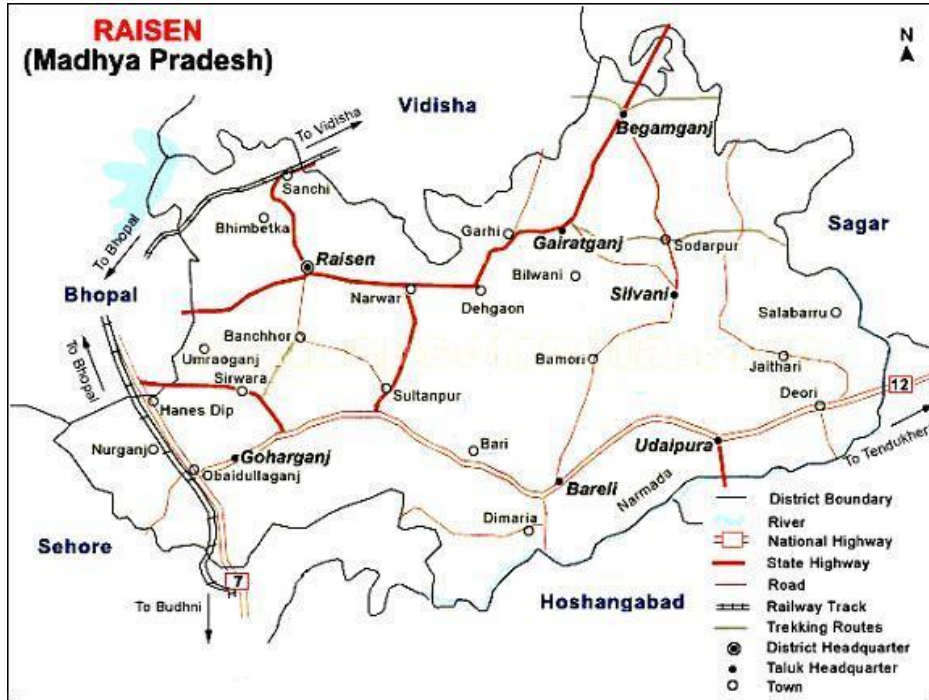 RAISEN
(Madhya Pradesh)
N
Vidisha
To Vidisha
Begamganj
Sanchi
Bhimbetka
Garhi
Gairatganj
Sodarpur
Sagar
To Bhopal
Raisen
Bilwani
Bhopal
Narwar
Dehgaon
Silvani
Salabarru
Banchhor
To Bhopal
Umraoganj
Bamori
Jaithari
Sirwara
Sultanpur
12
Hanes Dip
Deori
Nurganj
Goharganj
Bari
Udaipura
To Tendukher
Obaidullaganj
Bareli
Narmada
Dimaria
Sehore
7
To Budhni
Hoshangabad
District Boundary
River
National Highway
State Highway
Road
Railway Track
Trekking Routes
District Headquarter
Taluk Headquarter
Town